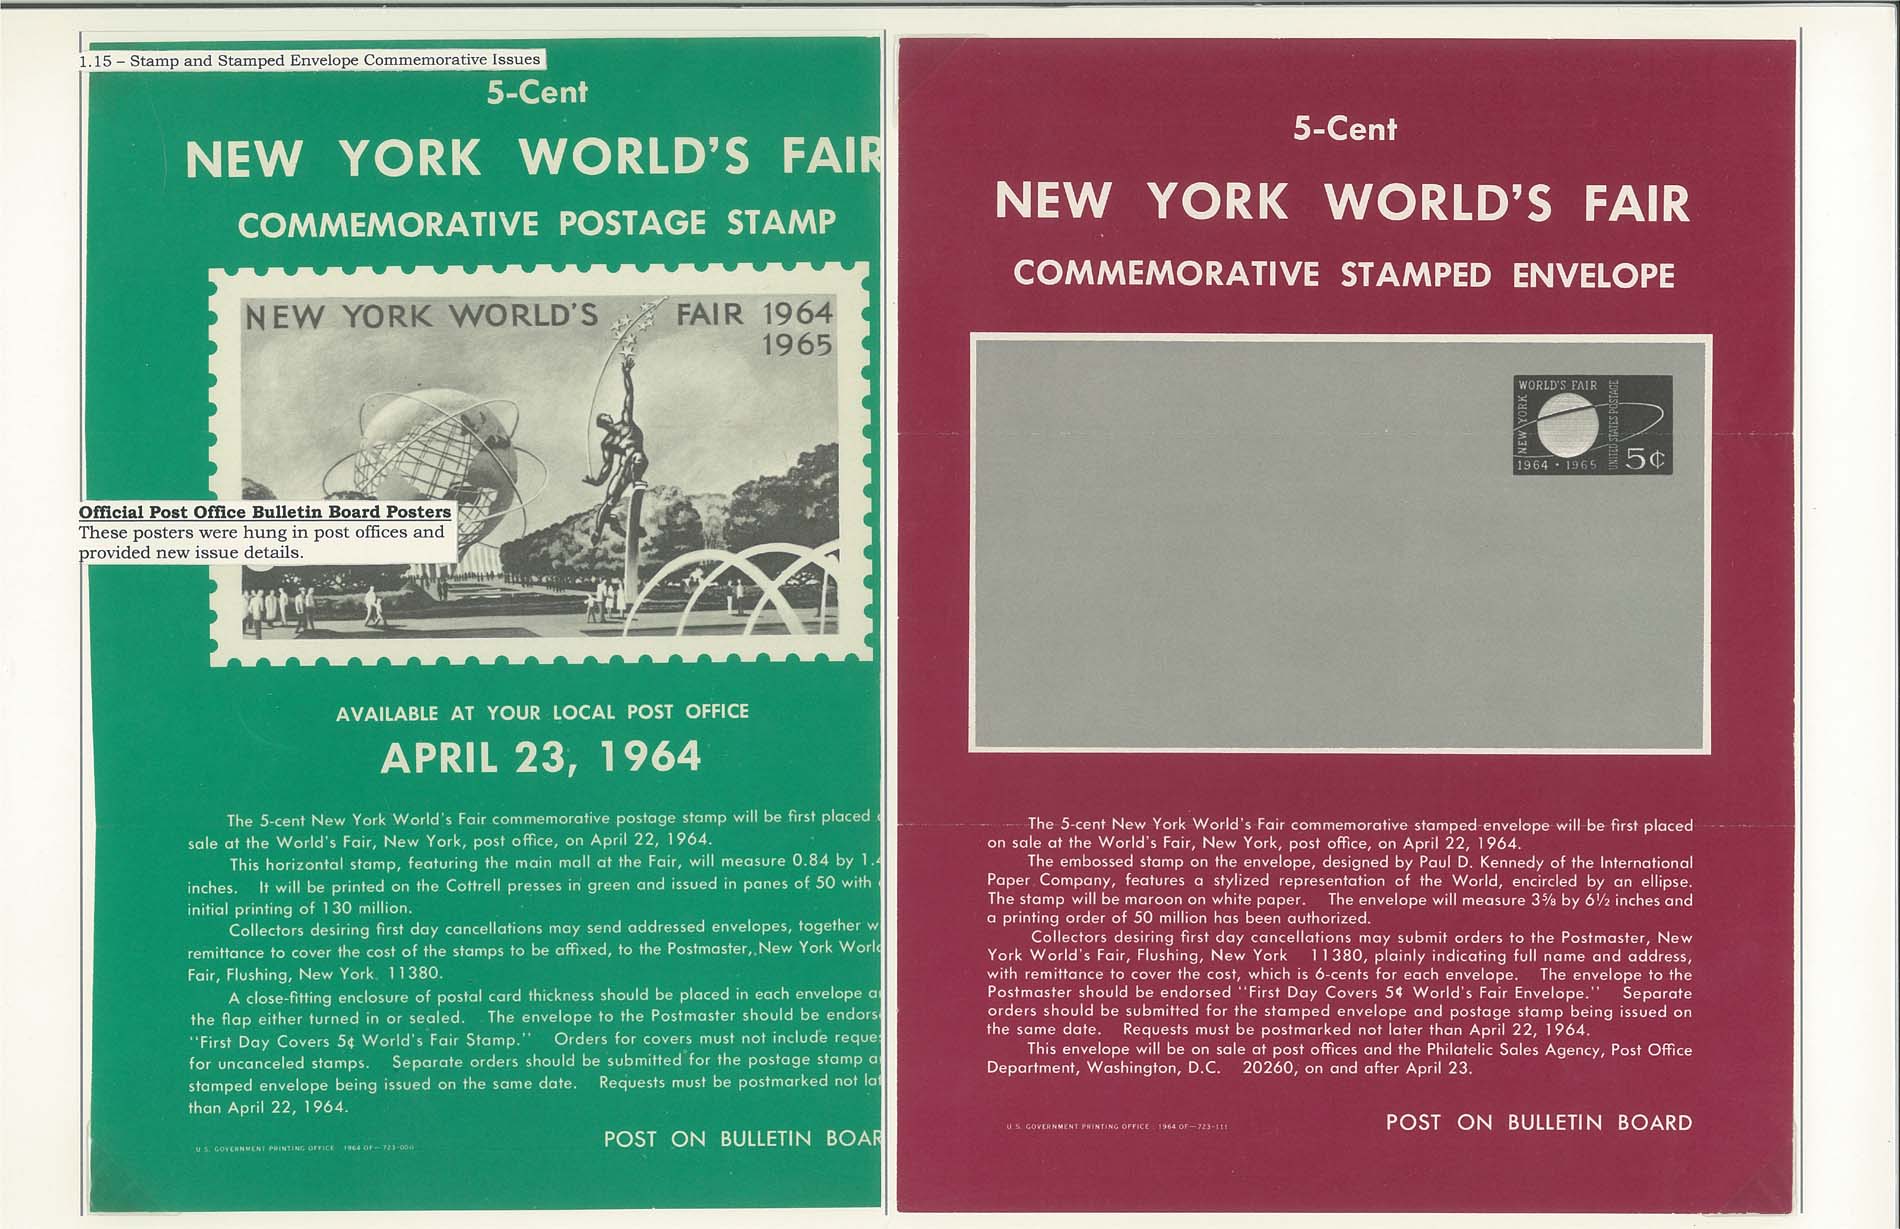 1.15 – Stamp and Stamped Envelope Commemorative Issues
5-Cent
NEW YORK WORLD'S FAIR
COMMEMORATIVE POSTAGE STAMP
NEW YORK WORLD'S FAIR 1964
1965
Official Post Office Bulletin Board Posters
These posters were hung in post offices and
provided new issue details.
AVAILABLE AT YOUR LOCAL POST OFFICE
APRIL 23, 1964
The 5-cent New York World's Fair commemorative postage stamp will be first placed
sale at the World's Fair, New York, post office, on April 22, 1964.
This horizontal stamp, featuring the main mall at the Fair, will measure 0.84 by
inches. It will be printed on the Cottrell presses in green and issued in panes of 50 with
initial printing of 130 million.
Collectors desiring first day cancellations may send addressed envelopes, together
remittance to cover the cost of the stamps to be affixed, to the Postmaster, New York
Fair, Flushing, New York 11380.
A close-fitting enclosure of postal card thickness should be placed in each envelope
the flap either turned in or sealed. The envelope to the Postmaster should be
"First Day Covers 5¢ World's Fair Stamp." Orders for covers must not include
for uncanceled stamps. Separate orders should be submitted for the postage stamp
stamped envelope being issued on the same date. Requests must be postmarked not
than April 22, 1964.
U.S. GOVERNMENT PRINTING OFFICE 1964 OF—723-000
POST ON BULLETIN
5-Cent
NEW YORK WORLD'S FAIR
COMMEMORATIVE STAMPED ENVELOPE
WORLD'S FAIR
NEW YORK
UNITED STATES POSTAGE
1964 • 1965
5¢
The 5-cent New York World's Fair commemorative stamped envelope will be first placed
on sale at the World's Fair, New York, post office, on April 22, 1964.
The embossed stamp on the envelope, designed by Paul D. Kennedy of the International
Paper Company, features a stylized representation of the World, encircled by an ellipse.
The stamp will be maroon on white paper. The envelope will measure 3⅝ by 6½ inches and
a printing order of 50 million has been authorized.
Collectors desiring first day cancellations may submit orders to the Postmaster, New
York World's Fair, Flushing, New York 11380, plainly indicating full name and address,
with remittance to cover the cost, which is 6-cents for each envelope. The envelope to the
Postmaster should be endorsed "First Day Covers 5¢ World's Fair Envelope." Separate
orders should be submitted for the stamped envelope and postage stamp being issued on
the same date. Requests must be postmarked not later than April 22, 1964.
This envelope will be on sale at post offices and the Philatelic Sales Agency, Post Office
Department, Washington, D.C. 20260, on and after April 23.
U.S. GOVERNMENT PRINTING OFFICE : 1964 OF—723-111
POST ON BULLETIN BOARD